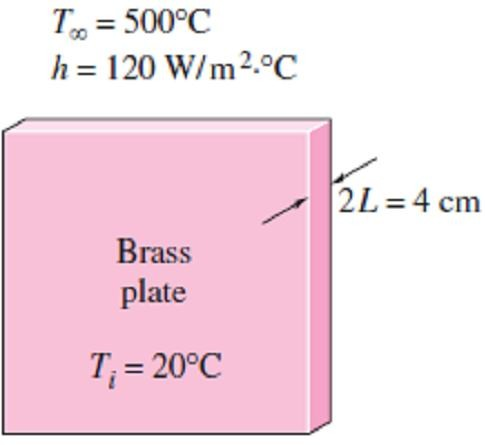 T∞ = 500°C
h = 120 W/m²·°C
2L = 4 cm
Brass
plate
Tᵢ = 20°C